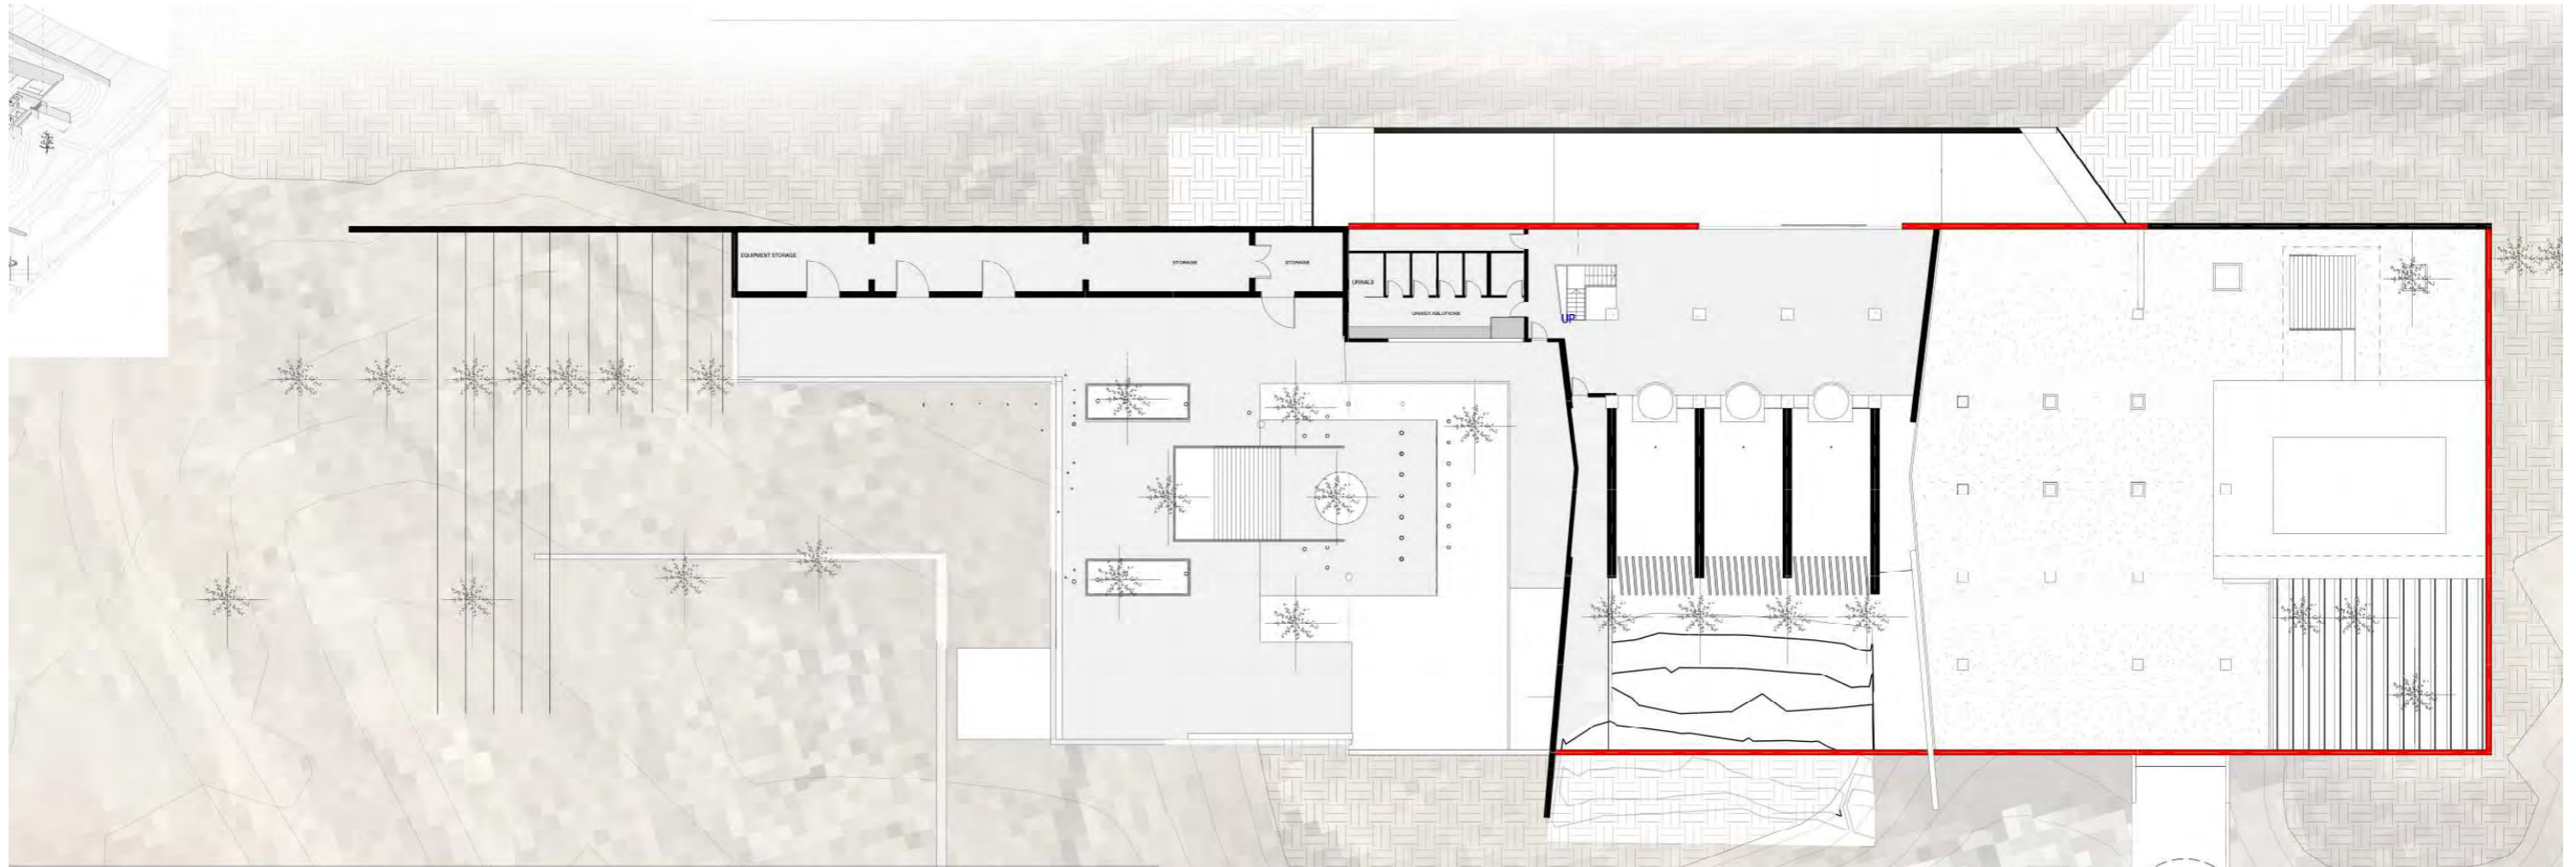 EQUIPMENT STORAGE
STORAGE
STORAGE
URINALS
UNISEX ABLUTIONS
UP